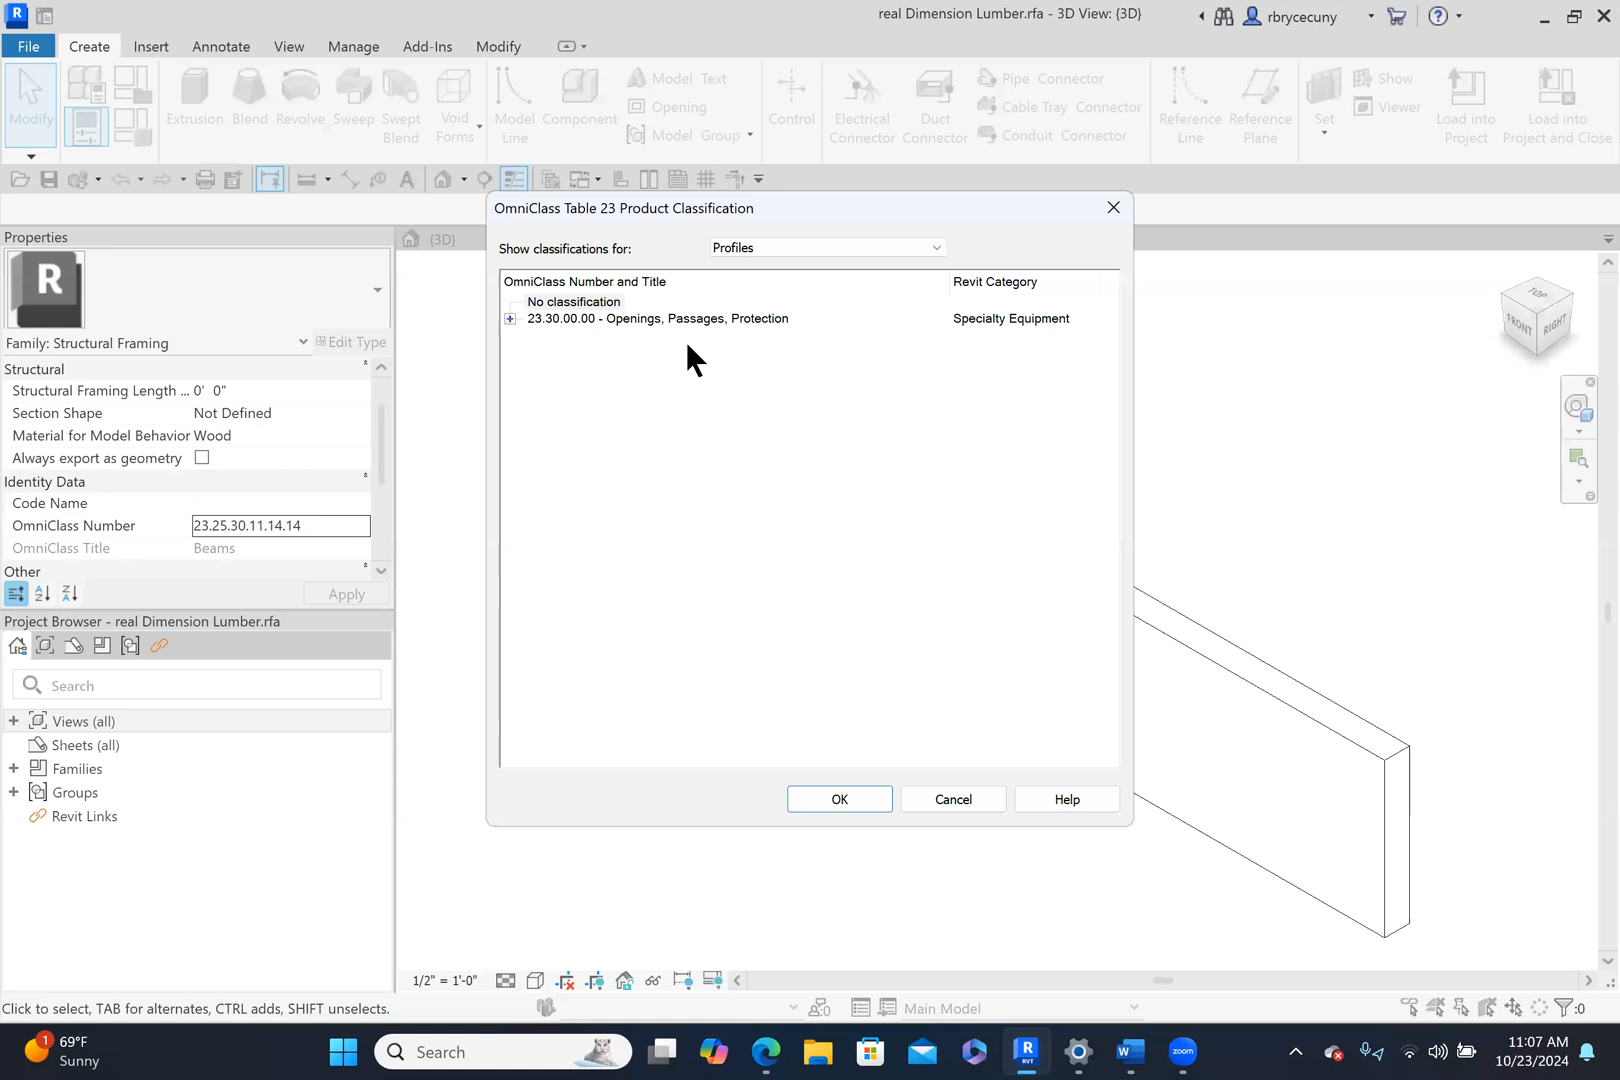 R
real Dimension Lumber.rfa - 3D View: {3D}
rbrycecuny
File Create Insert Annotate View Manage Add-Ins Modify
Modify
Extrusion Blend Revolve Sweep Swept Blend Void Forms
Model Line Component
Model Text
Opening
Model Group
Control
Electrical Connector Duct Connector
Pipe Connector
Cable Tray Connector
Conduit Connector
Reference Line Reference Plane
Set
Show
Viewer
Load into Project Load into Project and Close
Properties
{3D}
R
Family: Structural Framing Edit Type
Structural
Structural Framing Length ... 0' 0"
Section Shape Not Defined
Material for Model Behavior Wood
Always export as geometry
Identity Data
Code Name
OmniClass Number 23.25.30.11.14.14
OmniClass Title Beams
Other
Apply
Project Browser - real Dimension Lumber.rfa
Search
Views (all)
Sheets (all)
Families
Groups
Revit Links
OmniClass Table 23 Product Classification
Show classifications for: Profiles
OmniClass Number and Title Revit Category
No classification
23.30.00.00 - Openings, Passages, Protection Specialty Equipment
OK Cancel Help
TOP
FRONT RIGHT
1/2" = 1'-0"
Click to select, TAB for alternates, CTRL adds, SHIFT unselects.
Main Model
:0
1
69°F
Sunny
Search
R
RVT
W
zoom
11:07 AM
10/23/2024